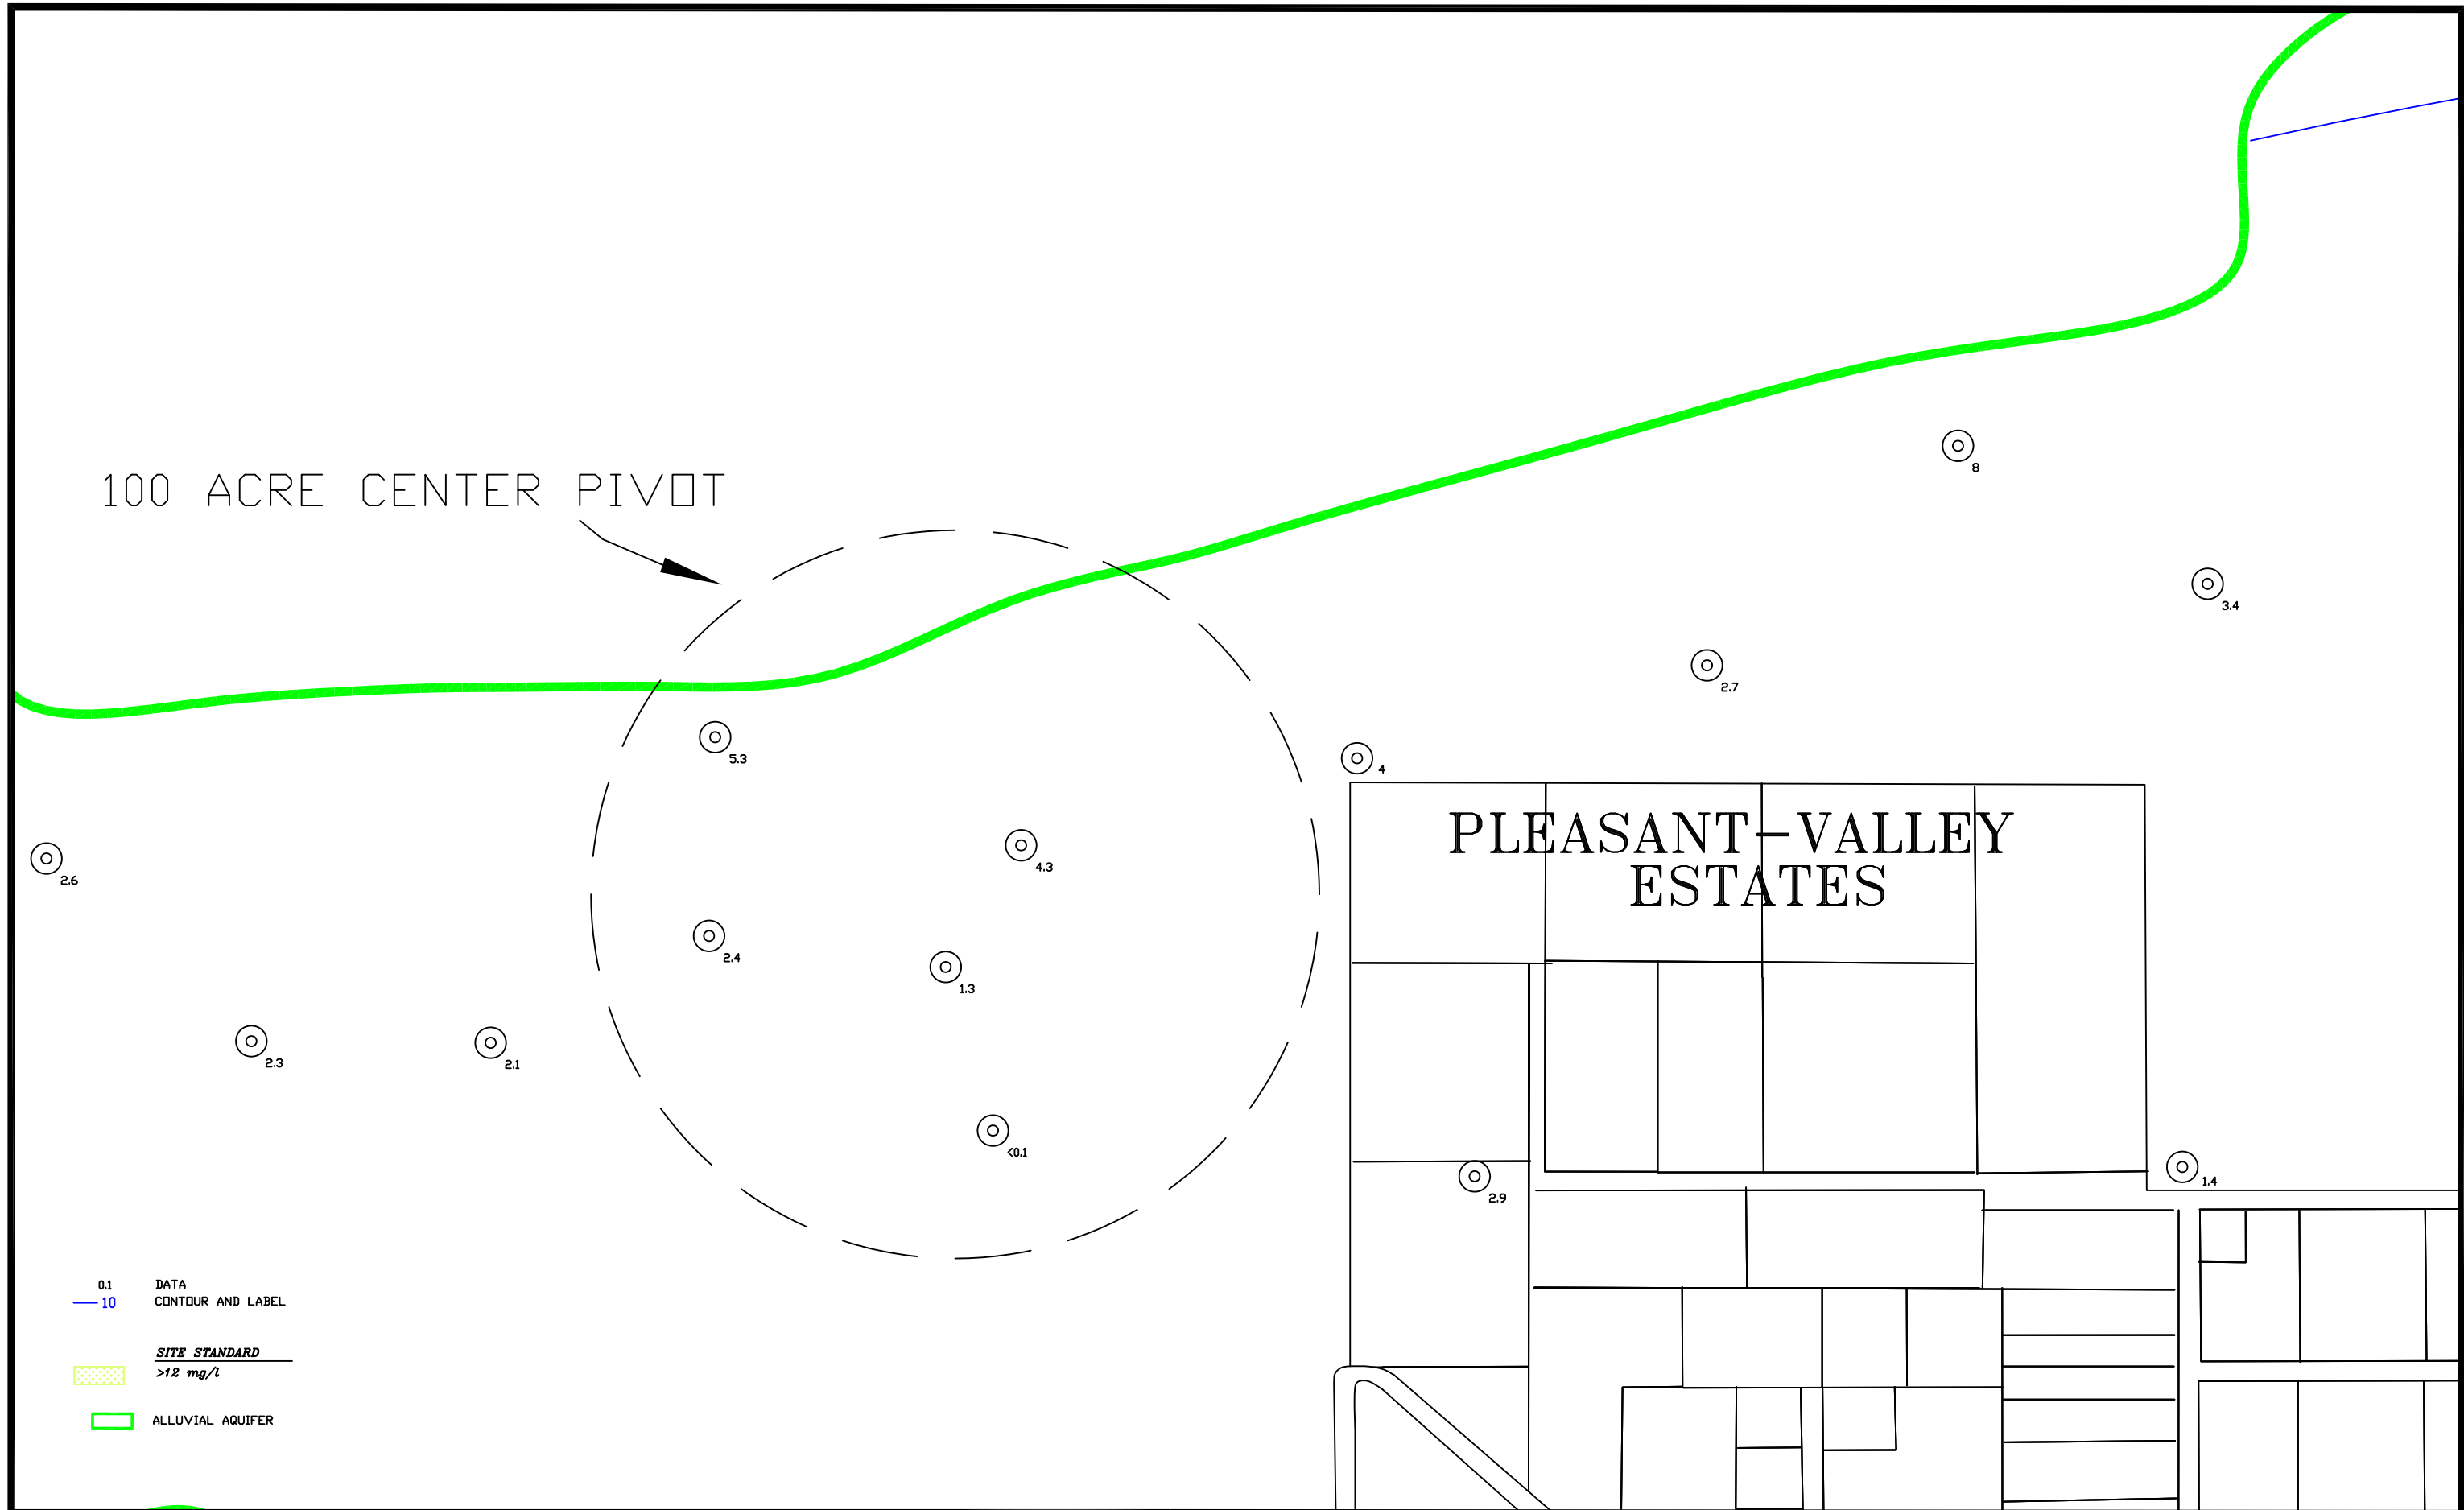 8
100 ACRE CENTER PIVOT
3.4
2.7
5.3
4
PLEASANT-VALLEY
ESTATES
4.3
2.6
2.4
1.3
2.3
2.1
<0.1
2.9
1.4
0.1 DATA
10 CONTOUR AND LABEL
SITE STANDARD
>12 mg/l
ALLUVIAL AQUIFER